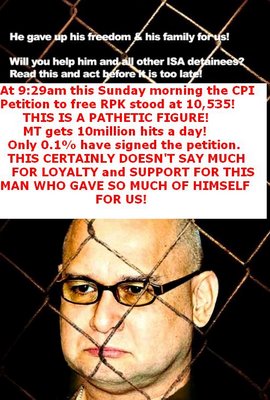 He gave up his freedom & his family for us!
Will you help him and all other ISA detainees?
Read this and act before it is too late!
At 9:29am this Sunday morning the CPI
Petition to free RPK stood at 10,535!
THIS IS A PATHETIC FIGURE!
MT gets 10million hits a day!
Only 0.1% have signed the petition.
THIS CERTAINLY DOESN'T SAY MUCH
FOR LOYALTY and SUPPORT FOR THIS
MAN WHO GAVE SO MUCH OF HIMSELF
FOR US!